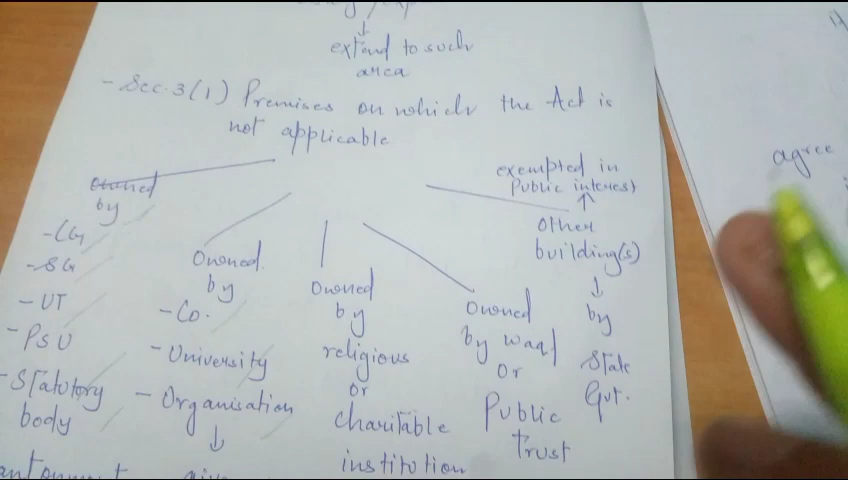 extend to such
area
- Sec. 3(1) Premises on which the Act is
not applicable
owned
by
- CG
- SG
- UT
- PSU
- Statutory
body
Owned
by
- Co.
- University
- Organisation
↓
Owned
by
religious
or
charitable
institution
Owned
by waqf
or
Public
trust
exempted in
Public interest
↑
Other
building(s)
↓
by
State
Gvt.
agree